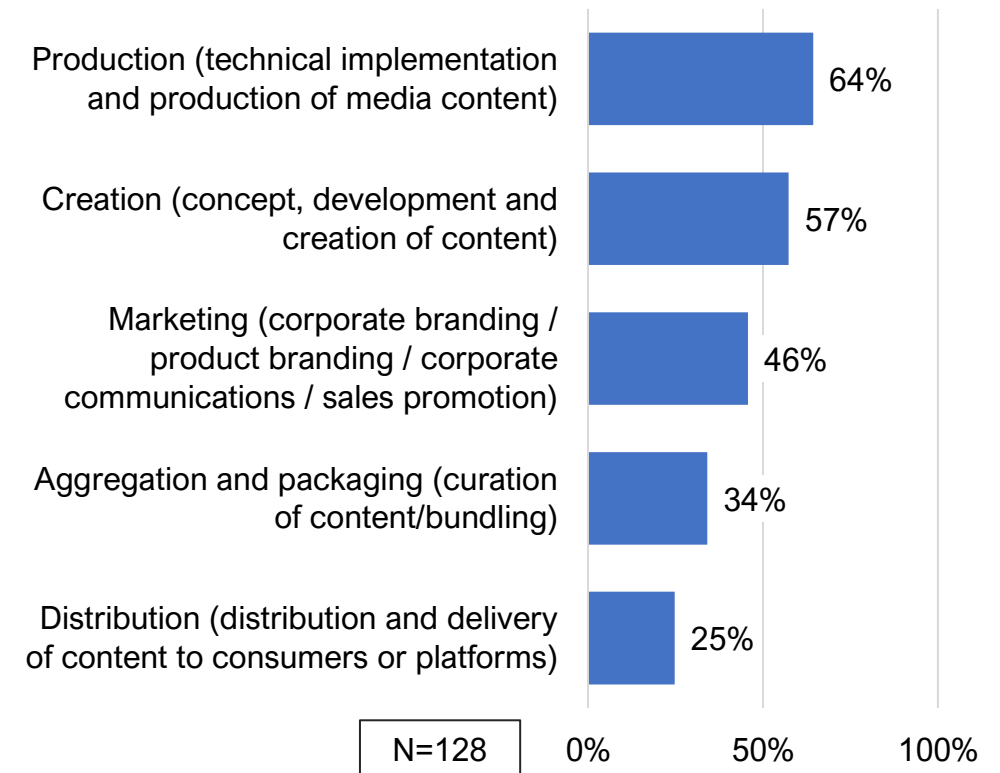 Production (technical implementation
and production of media content)
64%
Creation (concept, development and
creation of content)
57%
Marketing (corporate branding /
product branding / corporate
communications / sales promotion)
46%
Aggregation and packaging (curation
of content/bundling)
34%
Distribution (distribution and delivery
of content to consumers or platforms)
25%
N=128
0%
50%
100%